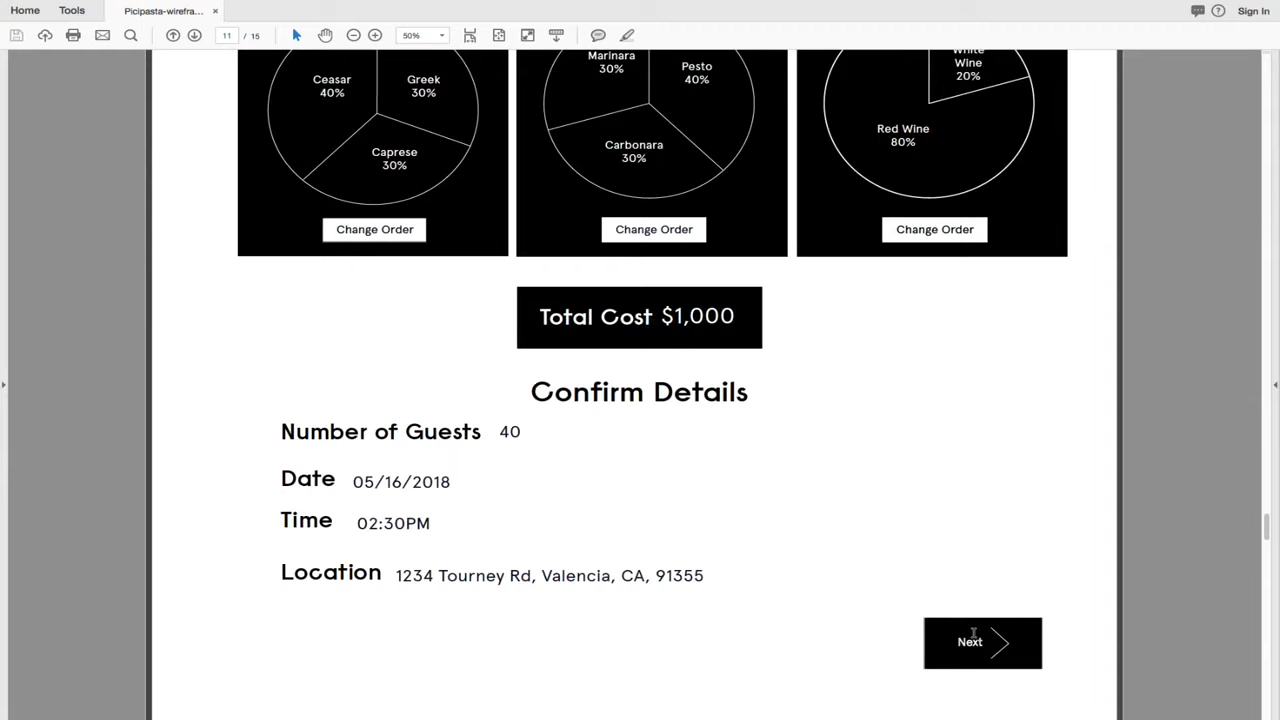 Home
Tools
Picipasta-wirefra...
Sign In
11 / 15
50%
Ceasar
40%
Greek
30%
Caprese
30%
Change Order
Marinara
30%
Pesto
40%
Carbonara
30%
Change Order
White
Wine
20%
Red Wine
80%
Change Order
Total Cost $1,000
Confirm Details
Number of Guests 40
Date 05/16/2018
Time 02:30PM
Location 1234 Tourney Rd, Valencia, CA, 91355
Next